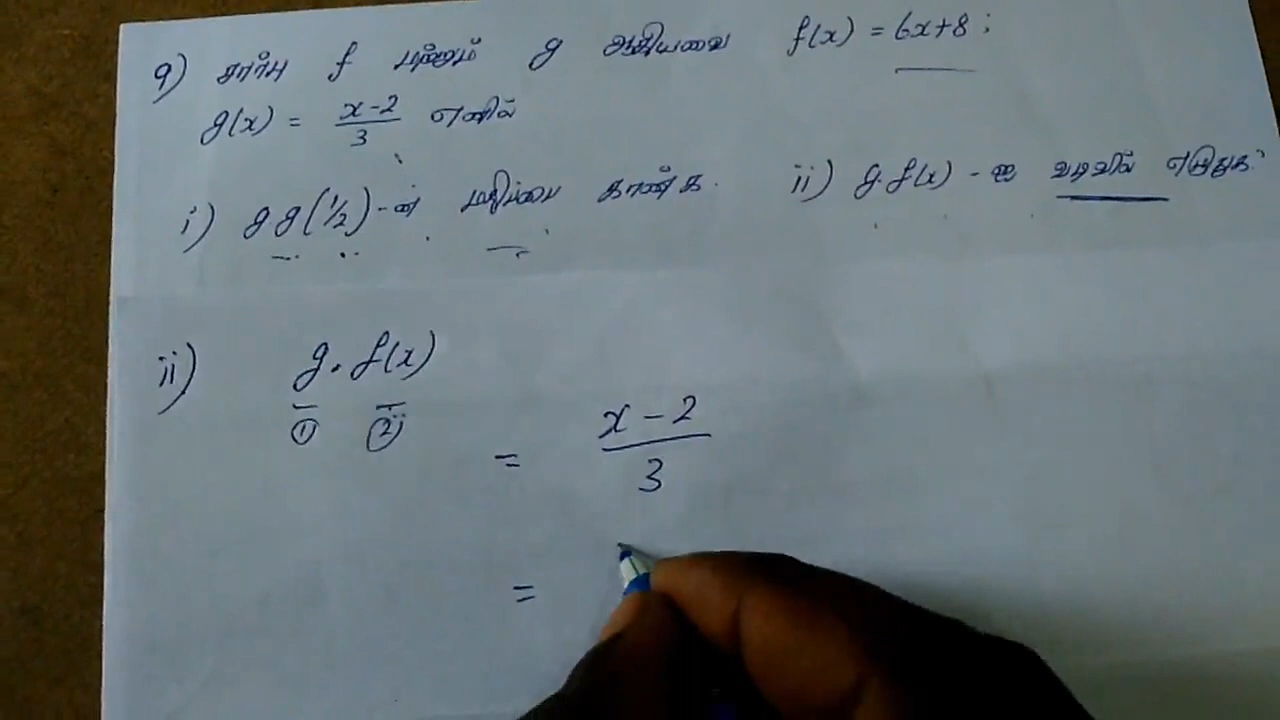 9) சார்பு f மற்றும் g ஆகியவை f(x) = 6x+8 ;
g(x) = x-2/3 எனில்
i) gg(1/2) -ன் மதிப்பை காண்க. ii) g.f(x) - ஐ வடிவில் எழுதுக
ii) g.f(x)
① ②
= x-2/3
=